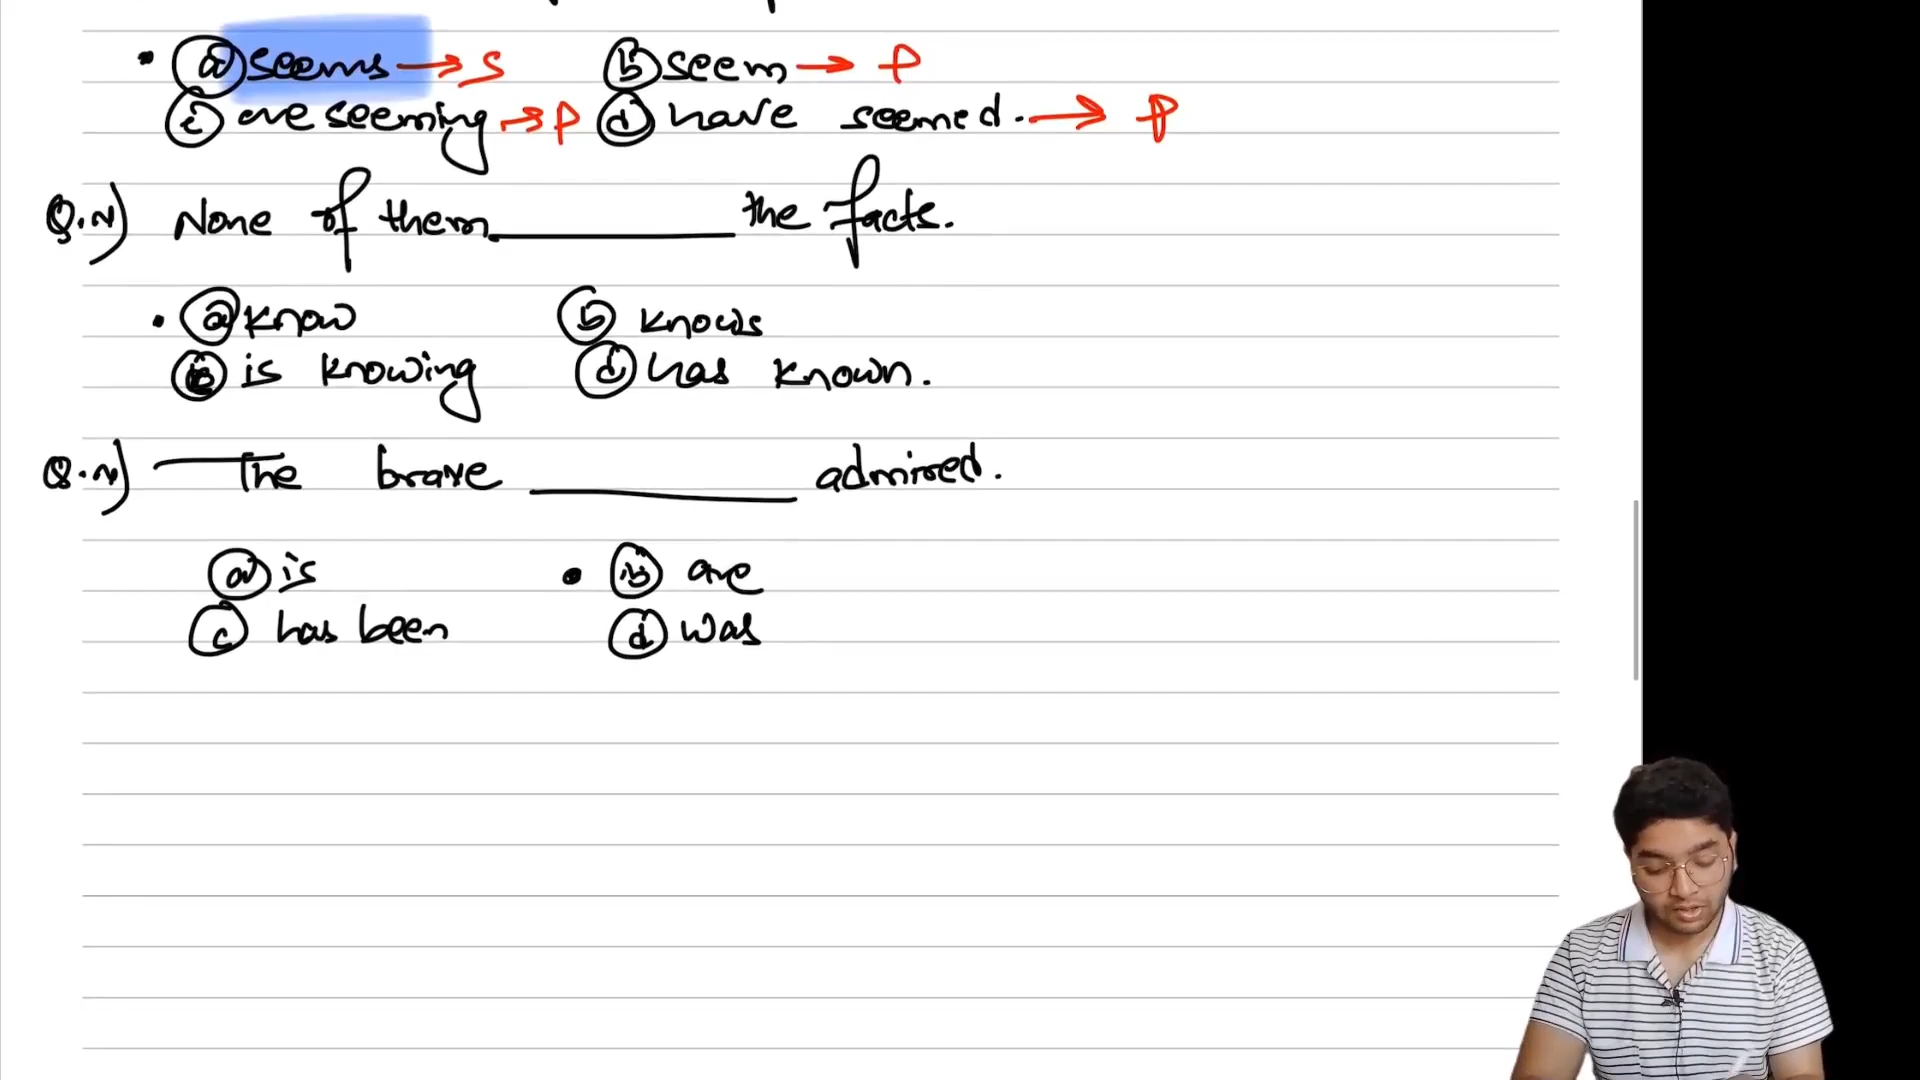 • ⓐ seems → S ⓑ seem → P
ⓒ are seeming → P ⓓ have seemed. → P
Q.N) None of them ________ the facts.
• ⓐ know ⓑ knows
ⓒ is knowing ⓓ has known.
Q.N) The brave ________ admired.
ⓐ is • ⓑ are
ⓒ has been ⓓ was